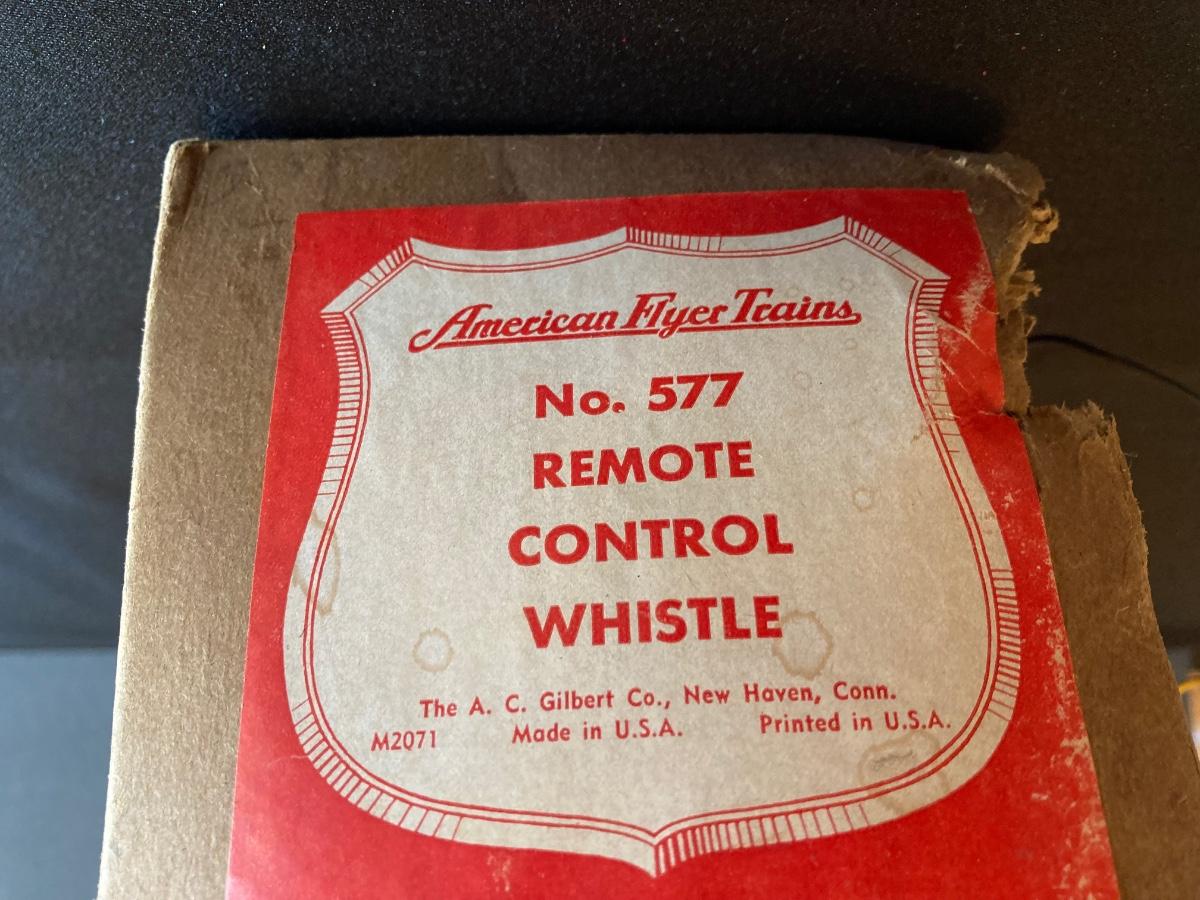 American Flyer Trains
No. 577
REMOTE
CONTROL
WHISTLE
The A. C. Gilbert Co., New Haven, Conn.
M2071 Made in U.S.A. Printed in U.S.A.